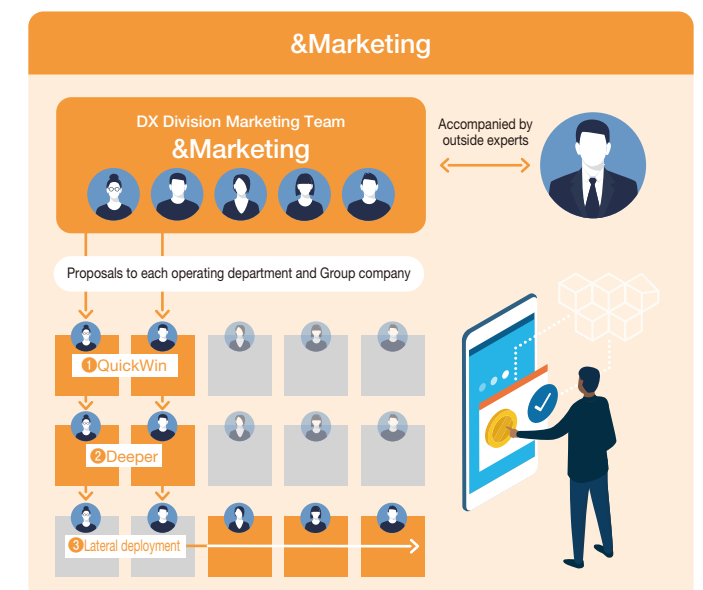 &Marketing
DX Division Marketing Team
&Marketing
Accompanied by
outside experts
Proposals to each operating department and Group company
❶QuickWin
❷Deeper
❸Lateral deployment